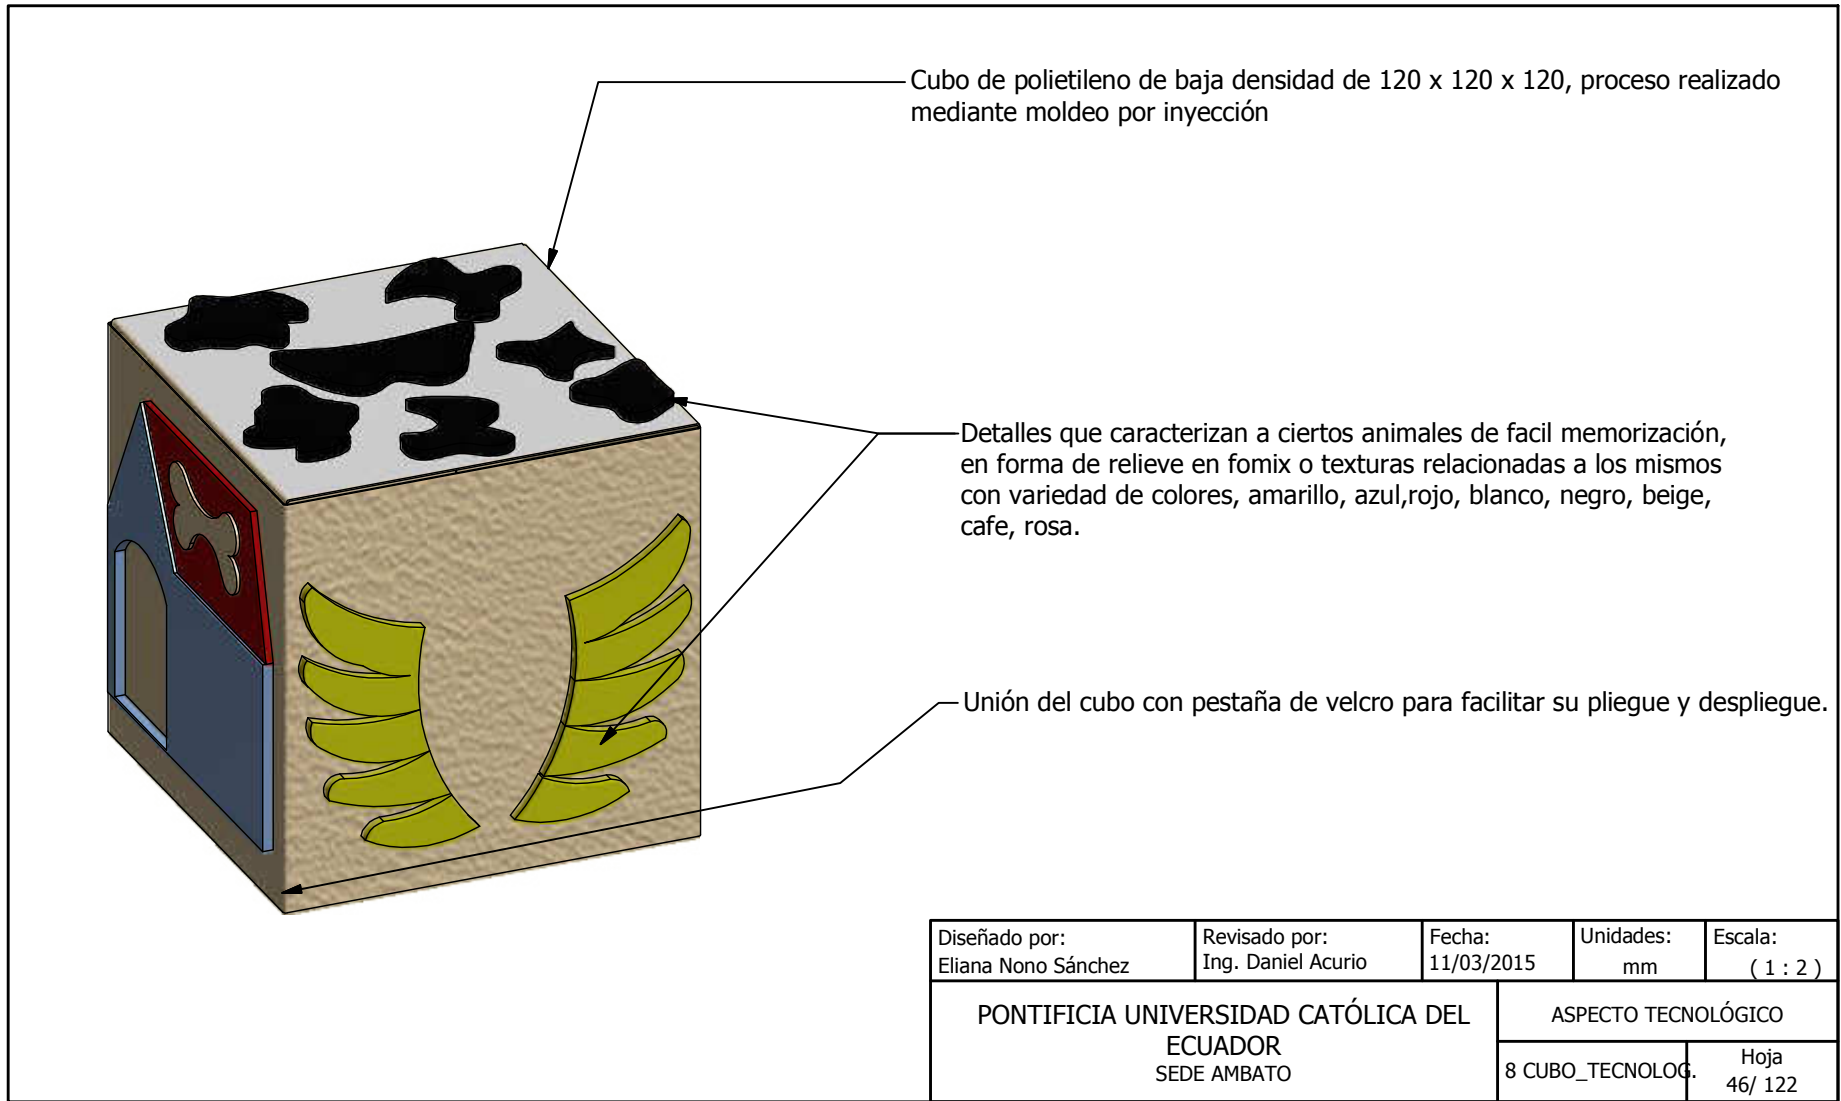 Cubo de polietileno de baja densidad de 120 x 120 x 120, proceso realizado
mediante moldeo por inyección
Detalles que caracterizan a ciertos animales de facil memorización,
en forma de relieve en fomix o texturas relacionadas a los mismos
con variedad de colores, amarillo, azul,rojo, blanco, negro, beige,
cafe, rosa.
Unión del cubo con pestaña de velcro para facilitar su pliegue y despliegue.
Diseñado por:
Eliana Nono Sánchez
Revisado por:
Ing. Daniel Acurio
Fecha:
11/03/2015
Unidades:
mm
Escala:
( 1 : 2 )
PONTIFICIA UNIVERSIDAD CATÓLICA DEL
ECUADOR
SEDE AMBATO
ASPECTO TECNOLÓGICO
8 CUBO_TECNOLOG.
Hoja
46/ 122